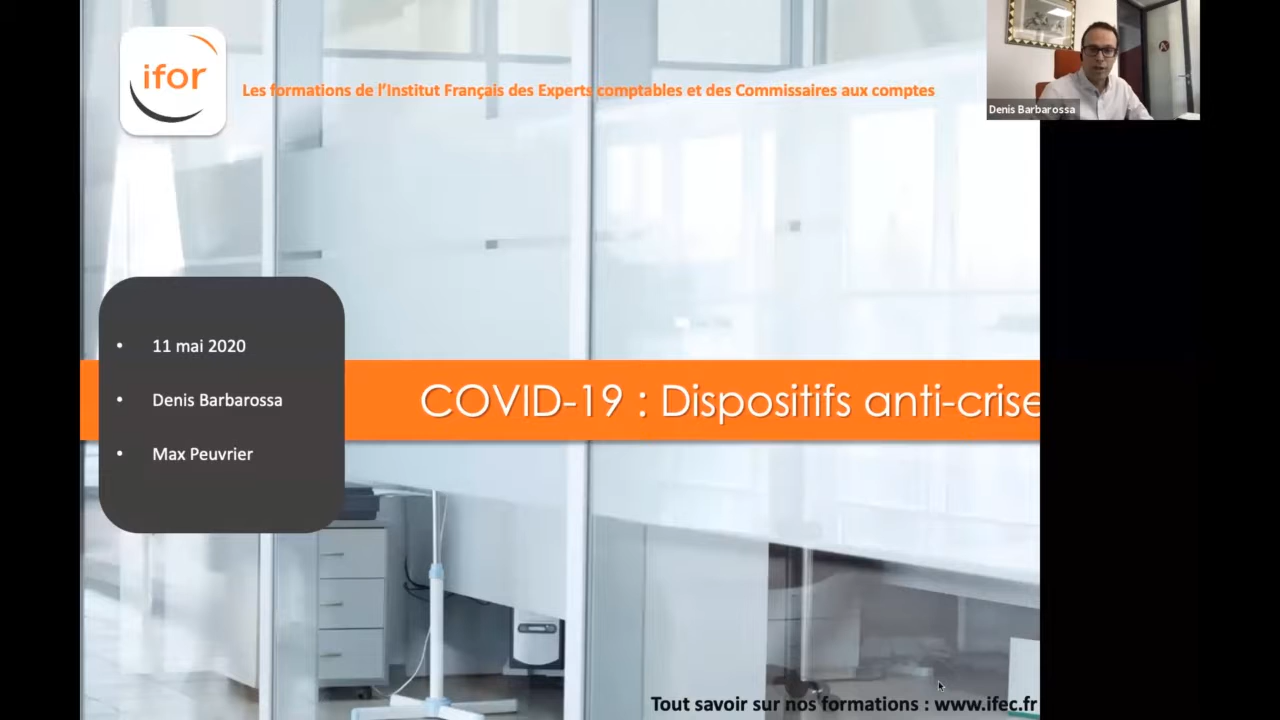 ifor
Les formations de l'Institut Français des Experts comptables et des Commissaires aux comptes
Denis Barbarossa
• 11 mai 2020
• Denis Barbarossa
• Max Peuvrier
COVID-19 : Dispositifs anti-crise
Tout savoir sur nos formations : www.ifec.fr